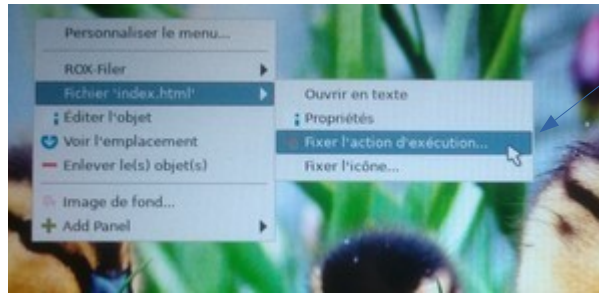 Personnaliser le menu...
ROX-Filer
Fichier 'index.html'
Éditer l'objet
Voir l'emplacement
Enlever le(s) objet(s)
Image de fond...
Add Panel
Ouvrir en texte
Propriétés
Fixer l'action d'exécution...
Fixer l'icône...